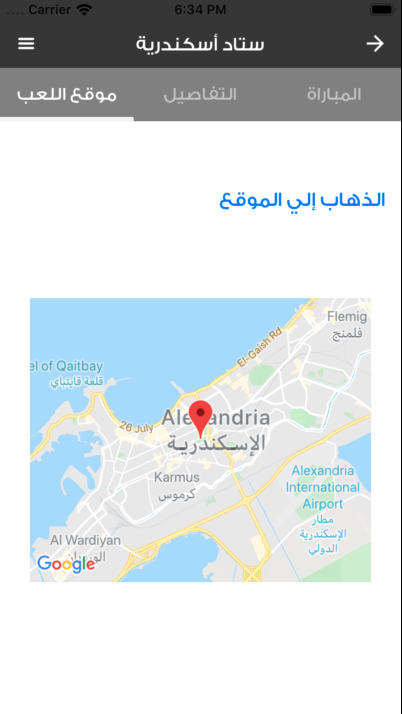 Carrier 6:34 PM
ستاد أسكندرية
المباراة التفاصيل موقع اللعب
الذهاب إلي الموقع
Flemig
فلمنج
El-Gaish Rd
el of Qaitbay
قلعة قايتباي
26 July
Alexandria
الإسكندرية
Karmus
كرموس
Alexandria
International
Airport
مطار
الإسكندرية
الدولي
Al Wardiyan
Google